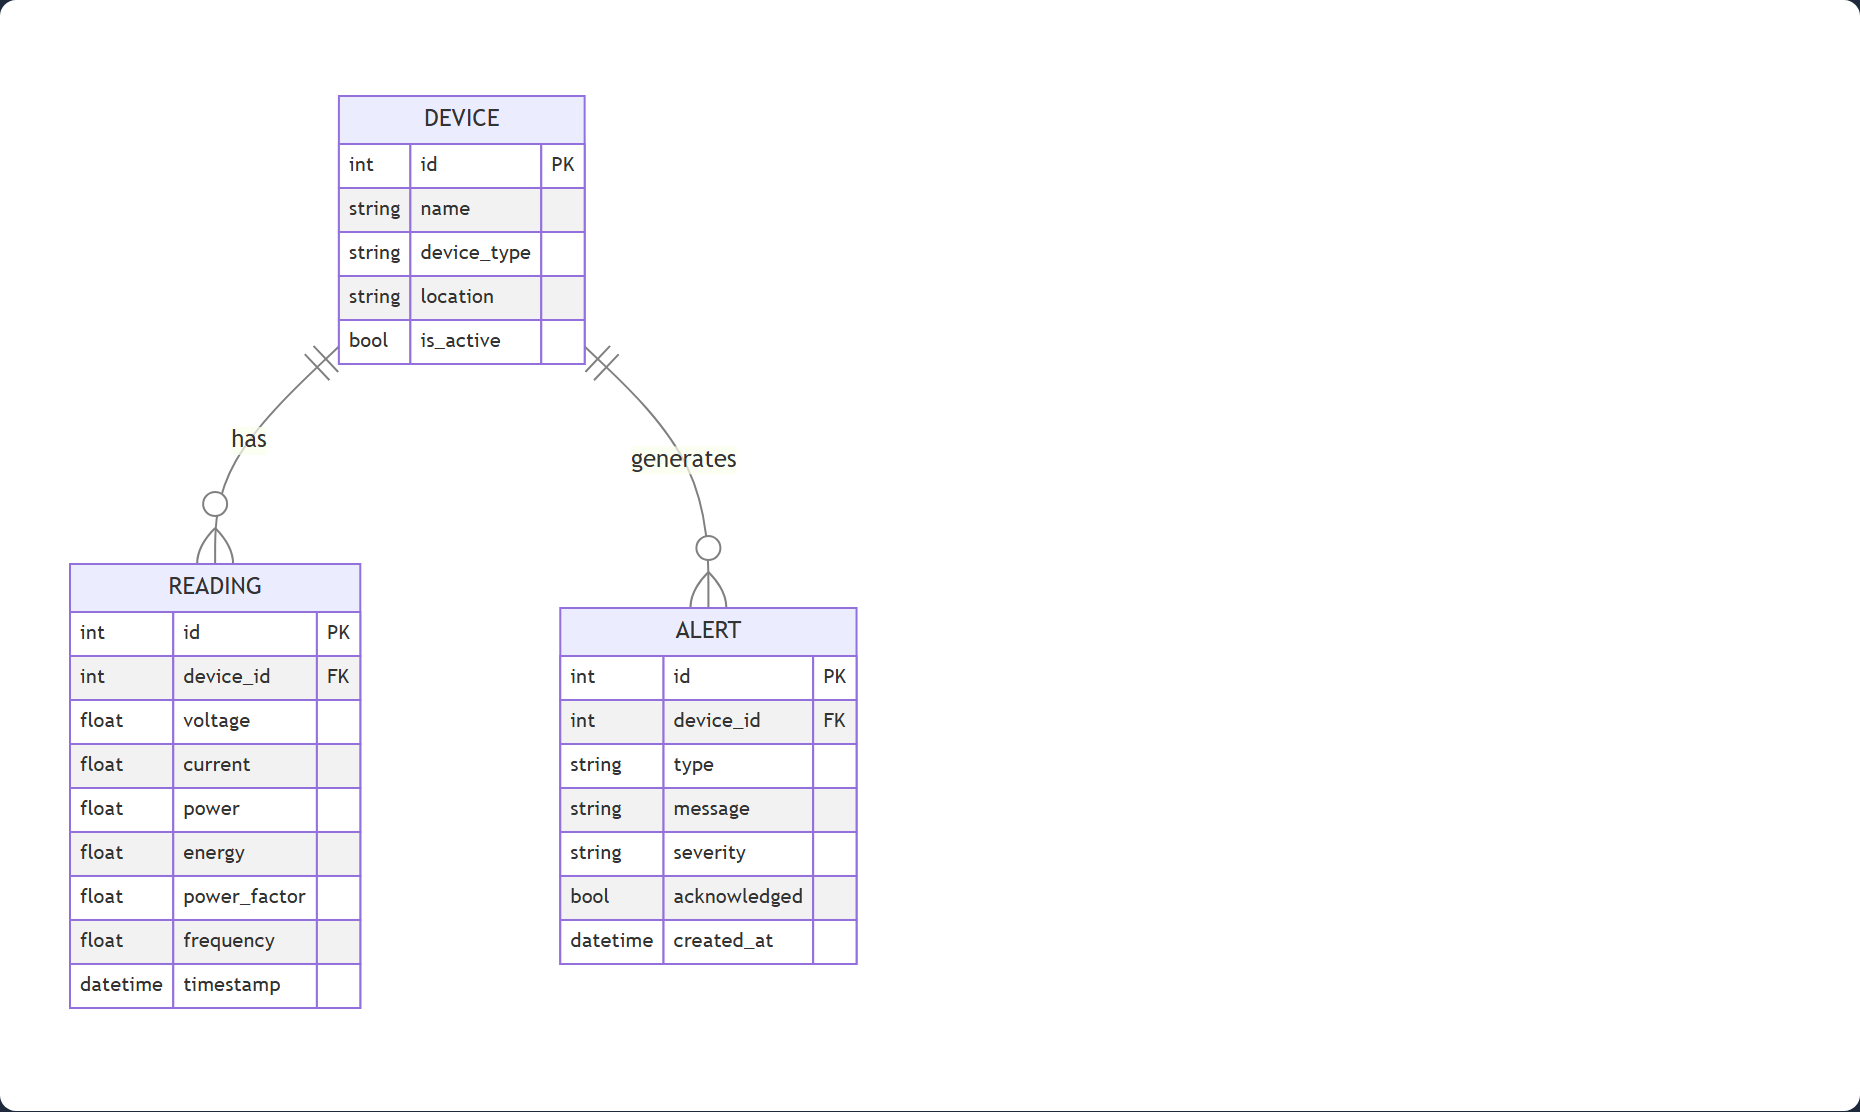 DEVICE
int id PK
string name
string device_type
string location
bool is_active
has
generates
READING
int id PK
int device_id FK
float voltage
float current
float power
float energy
float power_factor
float frequency
datetime timestamp
ALERT
int id PK
int device_id FK
string type
string message
string severity
bool acknowledged
datetime created_at